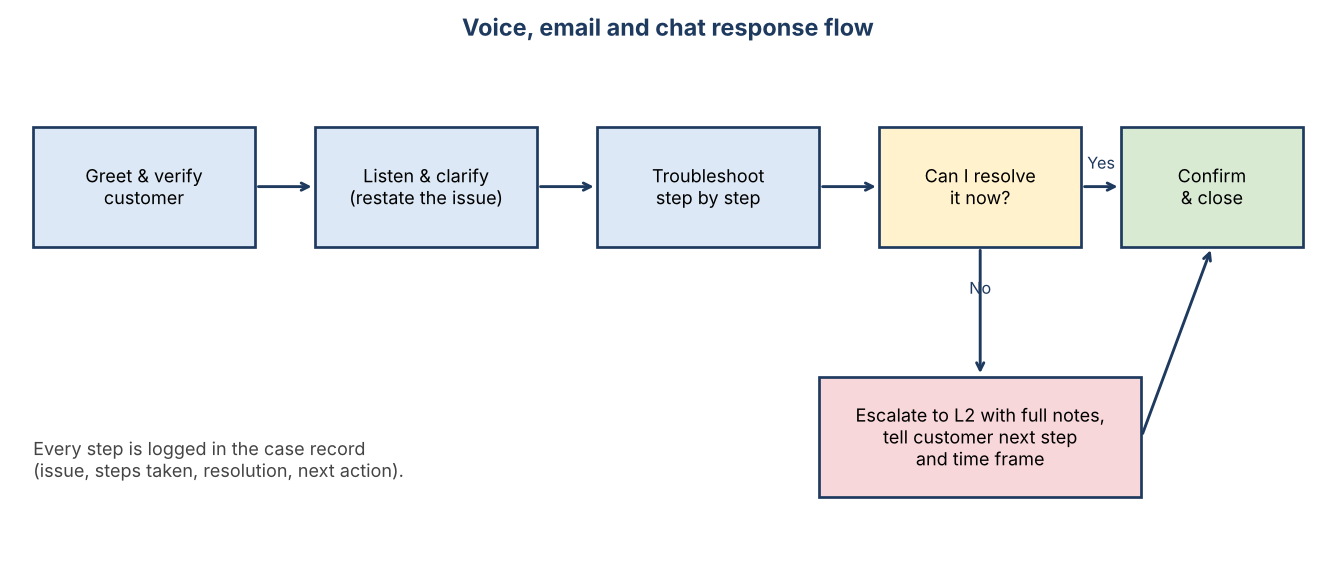 Voice, email and chat response flow
Greet & verify
customer
Listen & clarify
(restate the issue)
Troubleshoot
step by step
Can I resolve
it now?
Yes
Confirm
& close
No
Escalate to L2 with full notes,
tell customer next step
and time frame
Every step is logged in the case record
(issue, steps taken, resolution, next action).